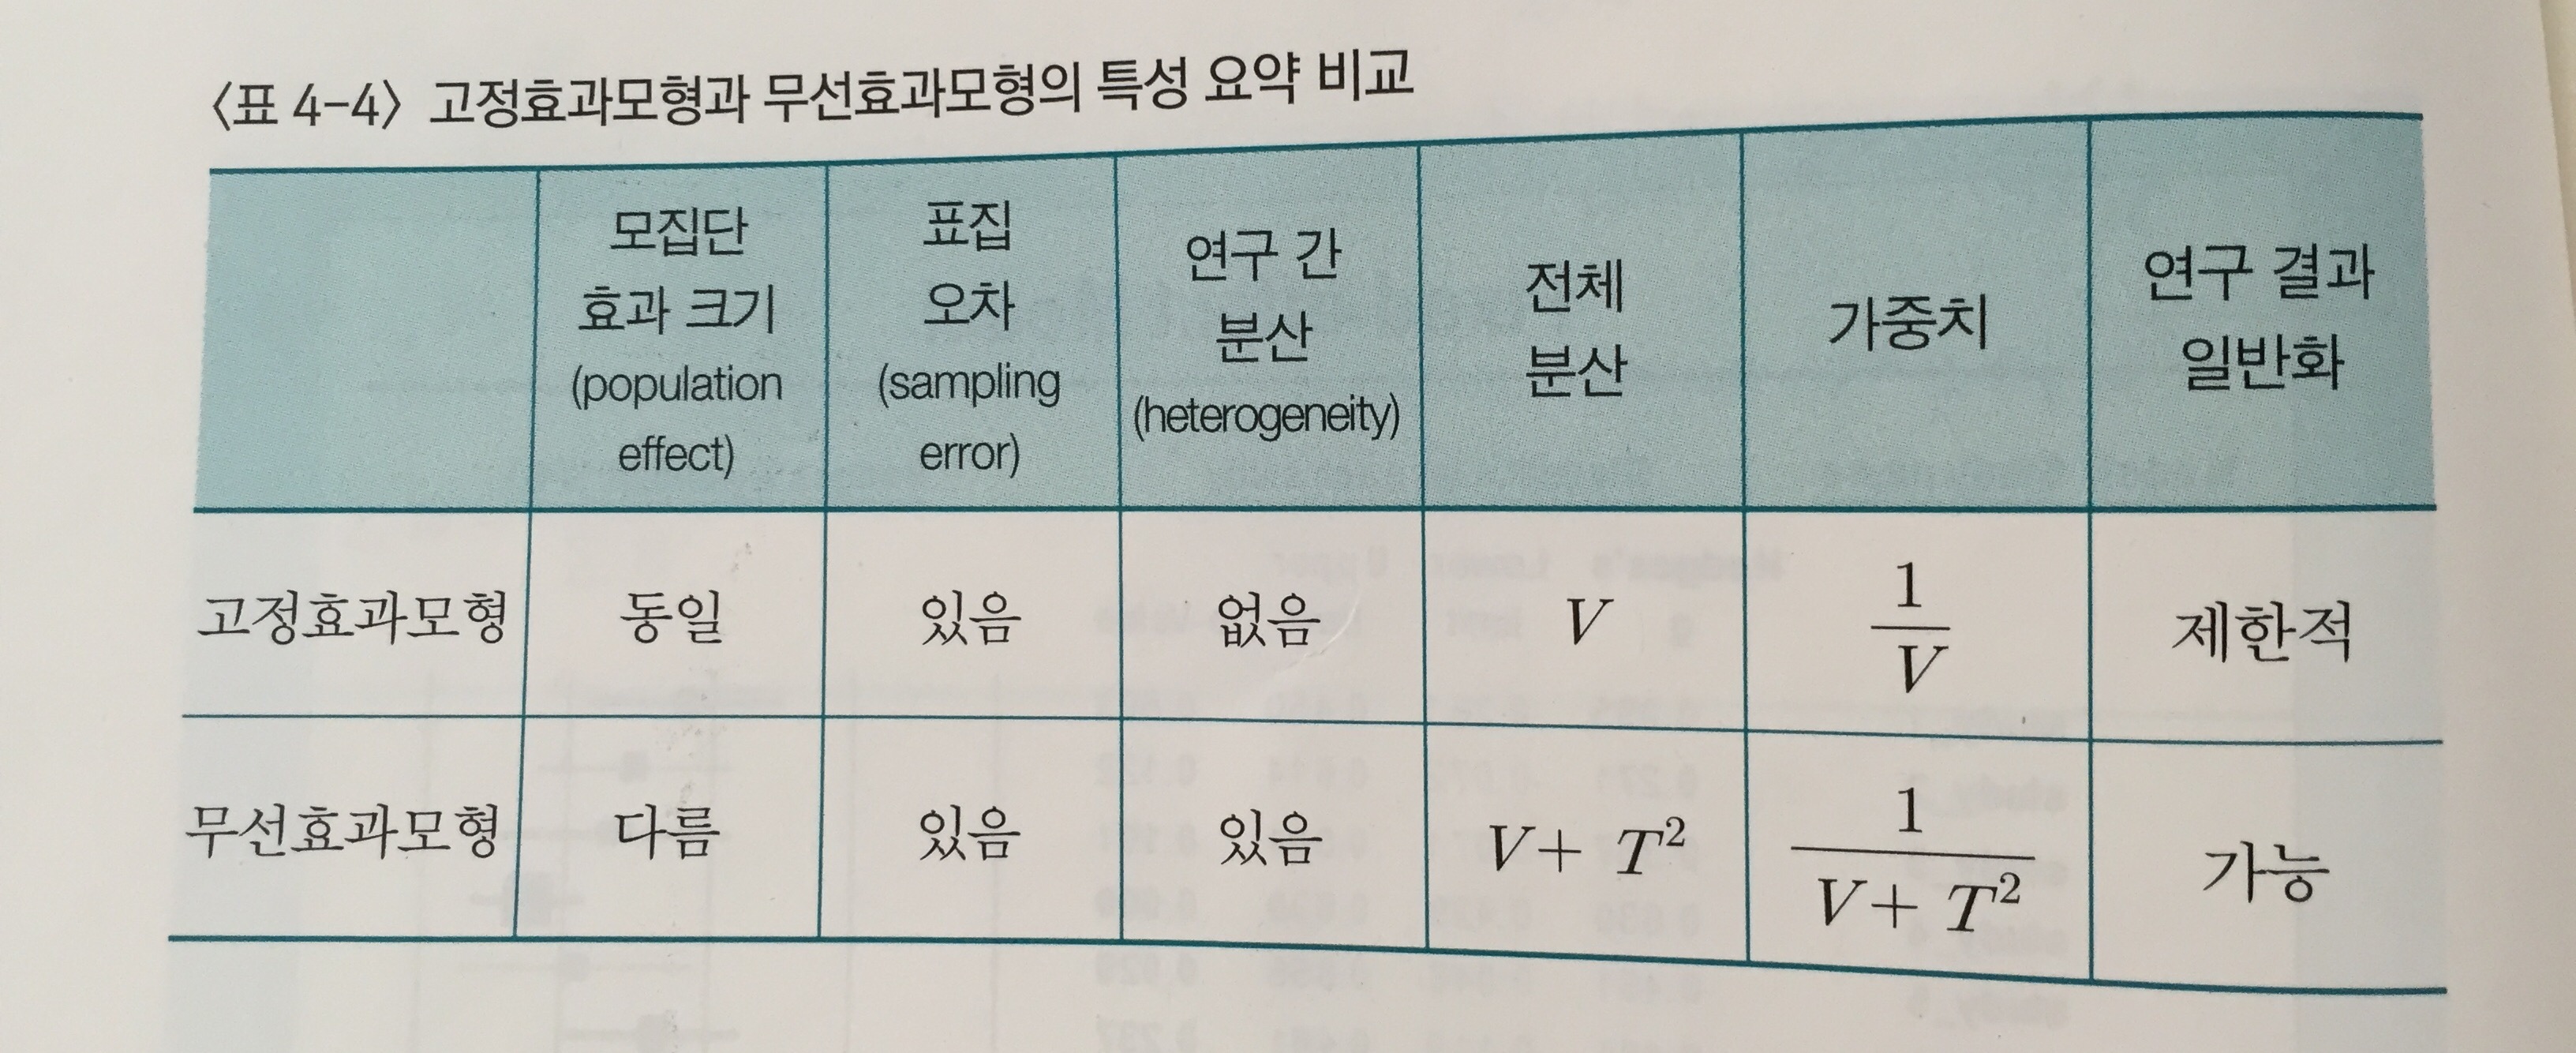 〈표 4-4〉 고정효과모형과 무선효과모형의 특성 요약 비교
모집단
효과 크기
(population
effect)
표집
오차
(sampling
error)
연구 간
분산
(heterogeneity)
전체
분산
가중치
연구 결과
일반화
고정효과모형 동일 있음 없음 V 1/V 제한적
무선효과모형 다름 있음 있음 V+ T² 1/(V+ T²) 가능